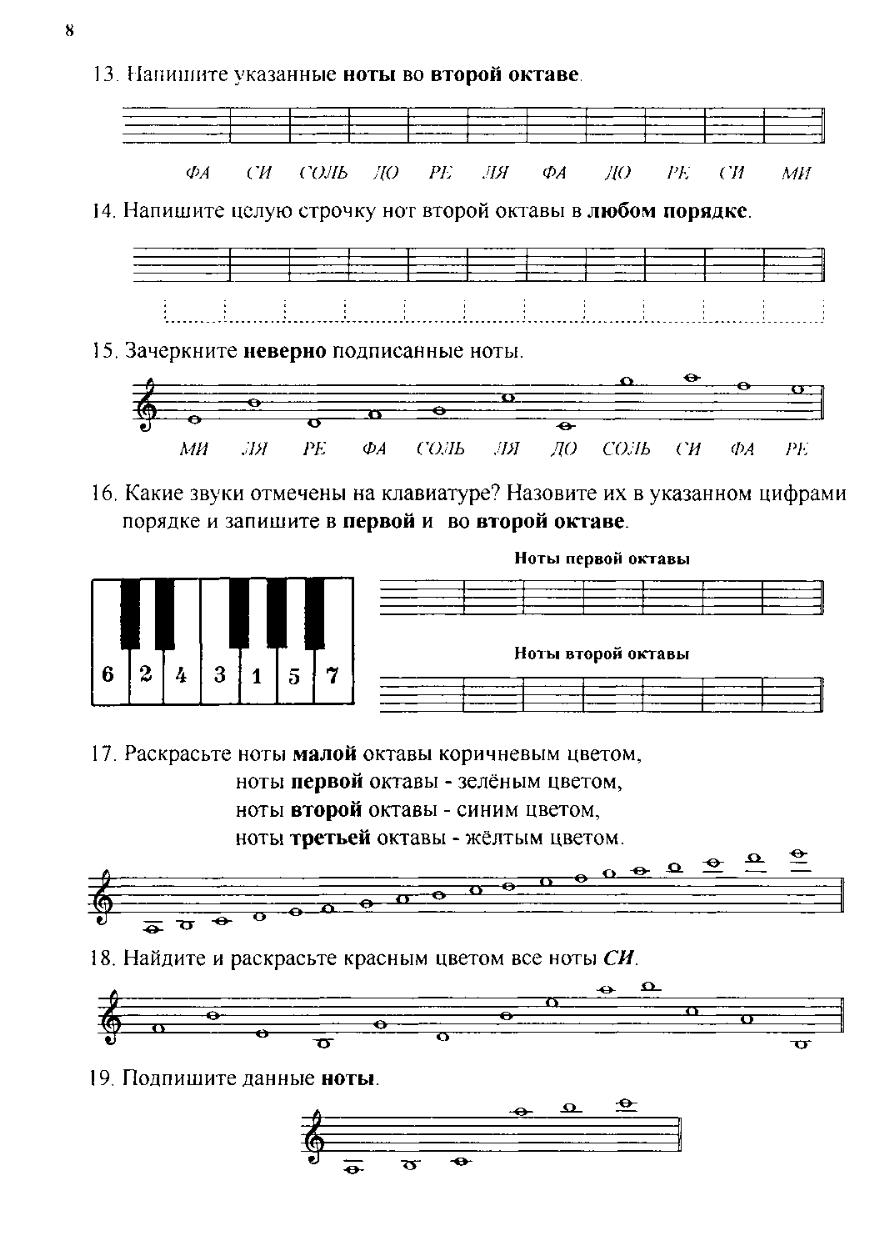 8
13. Напишите указанные ноты во второй октаве.
ФА СИ СОЛЬ ДО РЕ ЛЯ ФА ДО РЕ СИ МИ
14. Напишите целую строчку нот второй октавы в любом порядке.
15. Зачеркните неверно подписанные ноты.
МИ ЛЯ РЕ ФА СОЛЬ ЛЯ ДО СОЛЬ СИ ФА РЕ
16. Какие звуки отмечены на клавиатуре? Назовите их в указанном цифрами
порядке и запишите в первой и во второй октаве.
Ноты первой октавы
Ноты второй октавы
6 2 4 3 1 5 7
17. Раскрасьте ноты малой октавы коричневым цветом,
ноты первой октавы - зелёным цветом,
ноты второй октавы - синим цветом,
ноты третьей октавы - жёлтым цветом.
18. Найдите и раскрасьте красным цветом все ноты СИ.
19. Подпишите данные ноты.